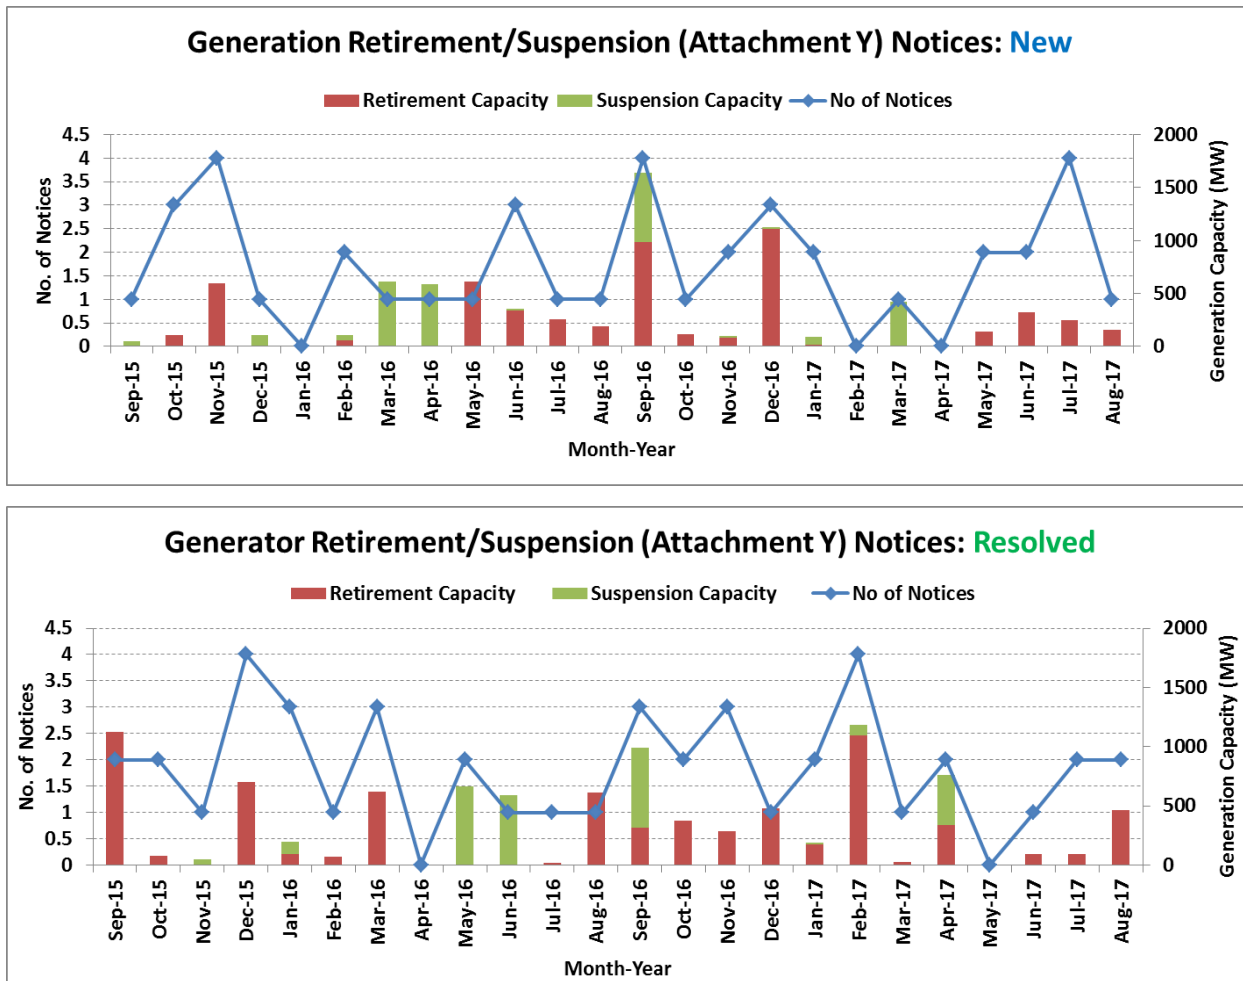 Generation Retirement/Suspension (Attachment Y) Notices: New
Retirement Capacity Suspension Capacity No of Notices
No. of Notices
4.5
4
3.5
3
2.5
2
1.5
1
0.5
0
2000
1500
1000
500
0
Generation Capacity (MW)
Sep-15 Oct-15 Nov-15 Dec-15 Jan-16 Feb-16 Mar-16 Apr-16 May-16 Jun-16 Jul-16 Aug-16 Sep-16 Oct-16 Nov-16 Dec-16 Jan-17 Feb-17 Mar-17 Apr-17 May-17 Jun-17 Jul-17 Aug-17
Month-Year
Generator Retirement/Suspension (Attachment Y) Notices: Resolved
Retirement Capacity Suspension Capacity No of Notices
No. of Notices
4.5
4
3.5
3
2.5
2
1.5
1
0.5
0
2000
1500
1000
500
0
Generation Capacity (MW)
Sep-15 Oct-15 Nov-15 Dec-15 Jan-16 Feb-16 Mar-16 Apr-16 May-16 Jun-16 Jul-16 Aug-16 Sep-16 Oct-16 Nov-16 Dec-16 Jan-17 Feb-17 Mar-17 Apr-17 May-17 Jun-17 Jul-17 Aug-17
Month-Year